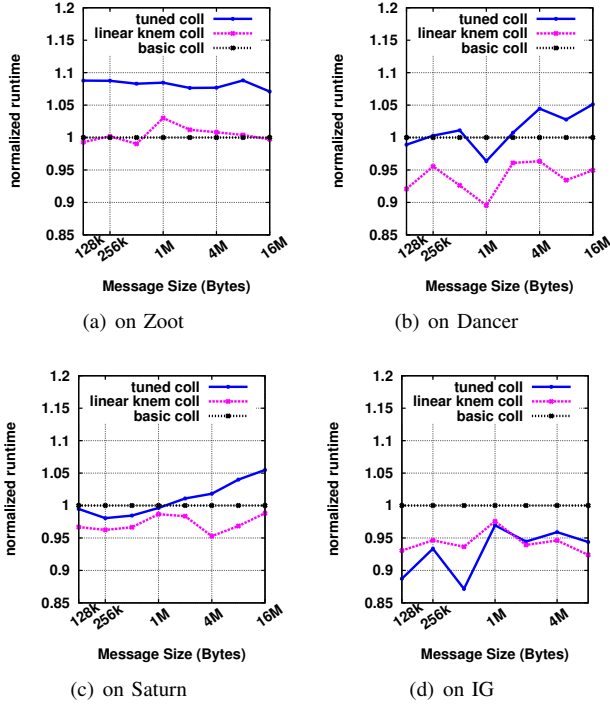 1.2
1.15
1.1
1.05
1
0.95
0.9
0.85
normalized runtime
tuned coll
linear knem coll
basic coll
128k
256k
1M
4M
16M
Message Size (Bytes)
(a) on Zoot
1.2
1.15
1.1
1.05
1
0.95
0.9
0.85
normalized runtime
tuned coll
linear knem coll
basic coll
128k
256k
1M
4M
16M
Message Size (Bytes)
(b) on Dancer
1.2
1.15
1.1
1.05
1
0.95
0.9
0.85
normalized runtime
tuned coll
linear knem coll
basic coll
128k
256k
1M
4M
16M
Message Size (Bytes)
(c) on Saturn
1.2
1.15
1.1
1.05
1
0.95
0.9
0.85
normalized runtime
tuned coll
linear knem coll
basic coll
128k
256k
1M
4M
Message Size (Bytes)
(d) on IG